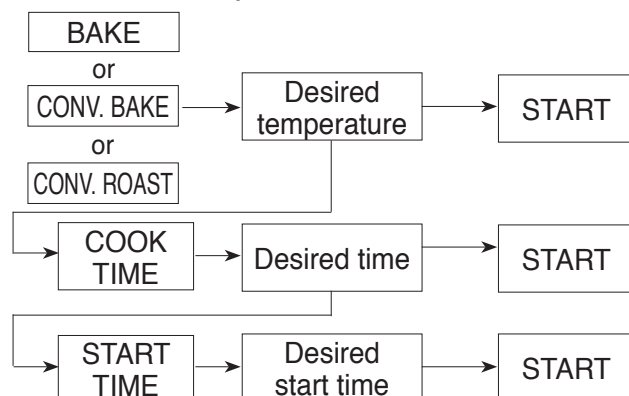 BAKE
or
CONV. BAKE
or
CONV. ROAST
Desired
temperature
START
COOK
TIME
Desired time
START
START
TIME
Desired
start time
START